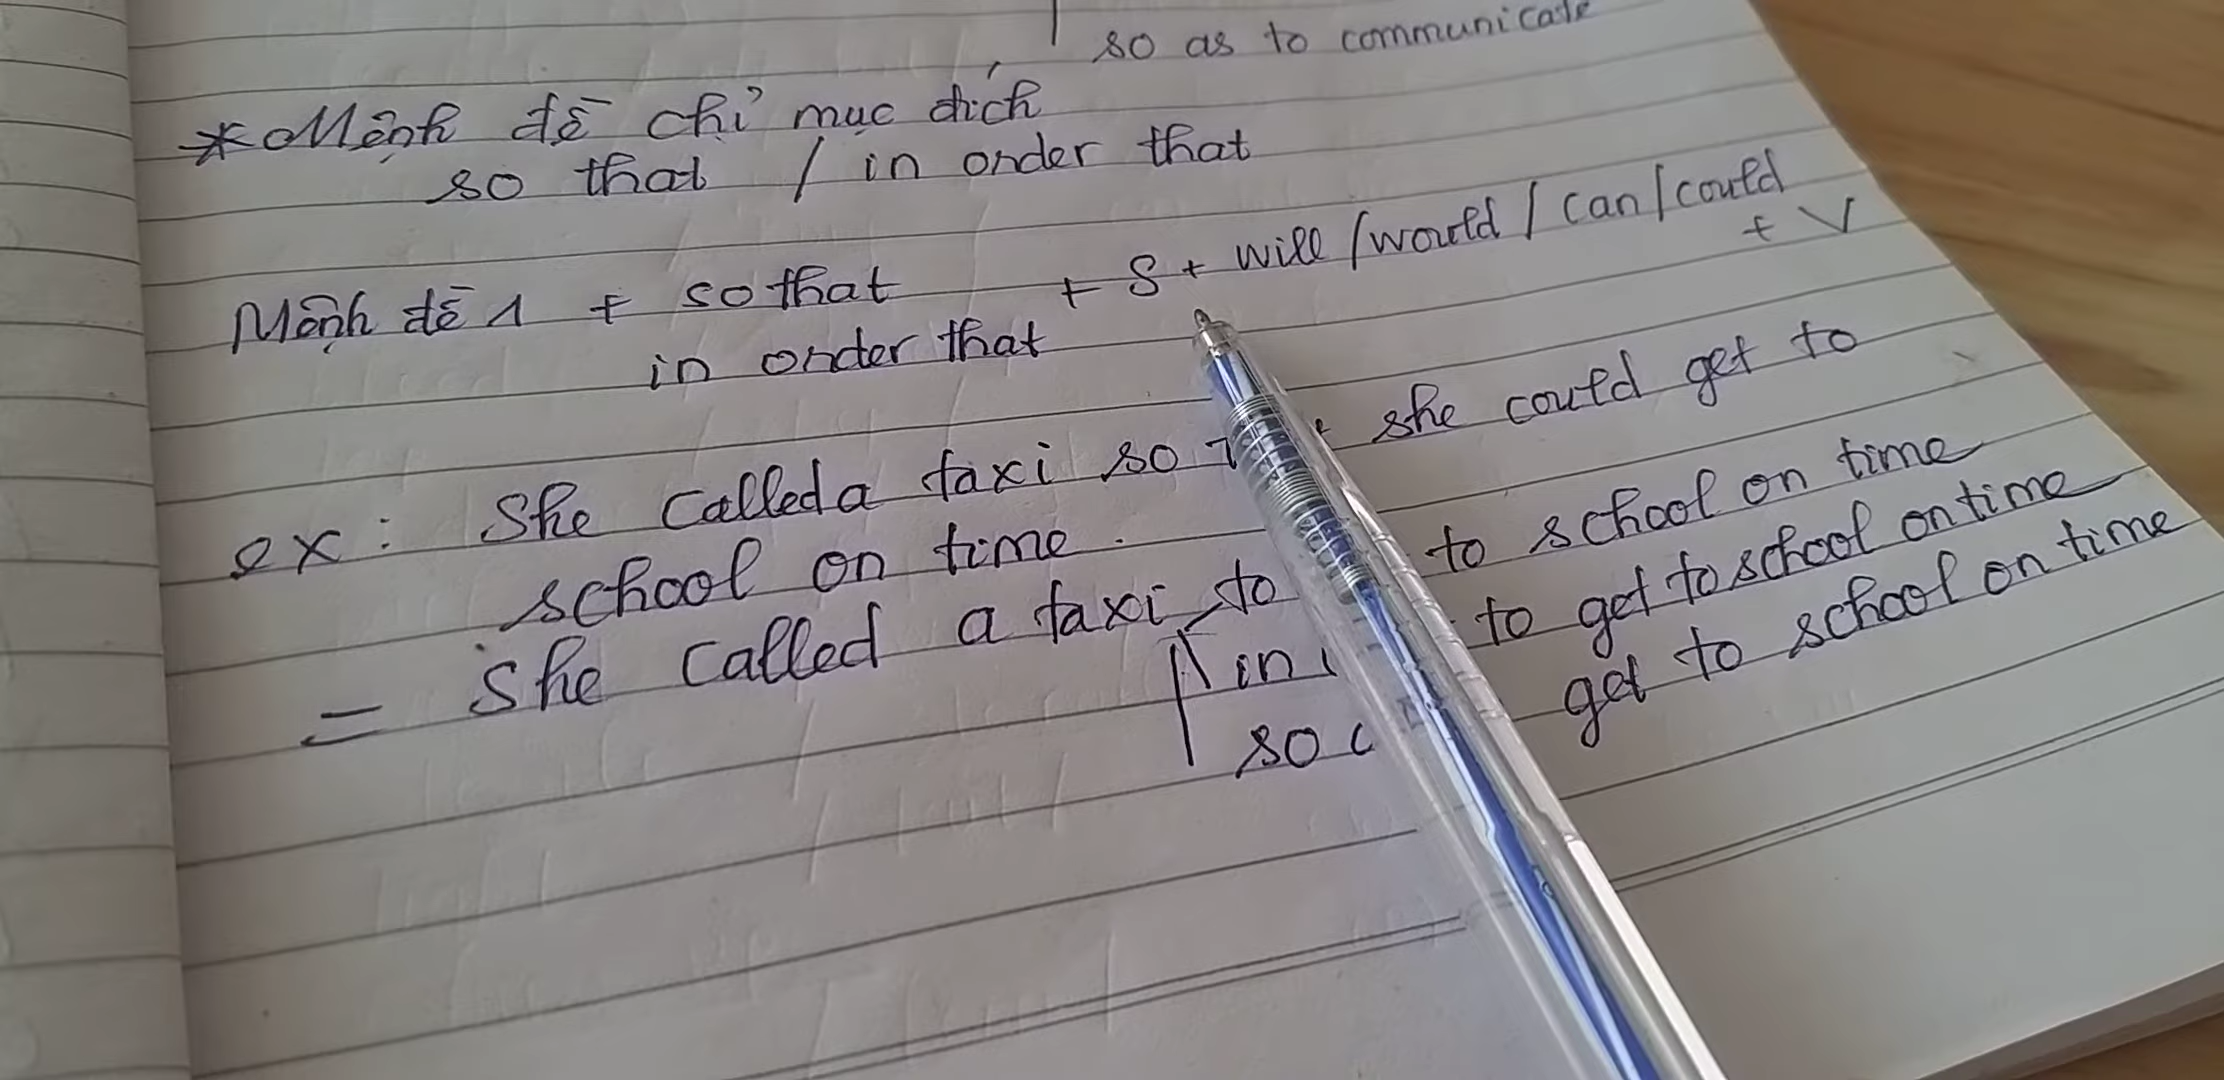 so as to communicate
* Mệnh đề chỉ mục đích
so that / in order that
Mệnh đề 1 + so that + S + will / would / can / could
+ V
in order that
ex: She called a taxi so she could get to
school on time.
= She called a taxi to to school on time
in to get to school on time
so get to school on time